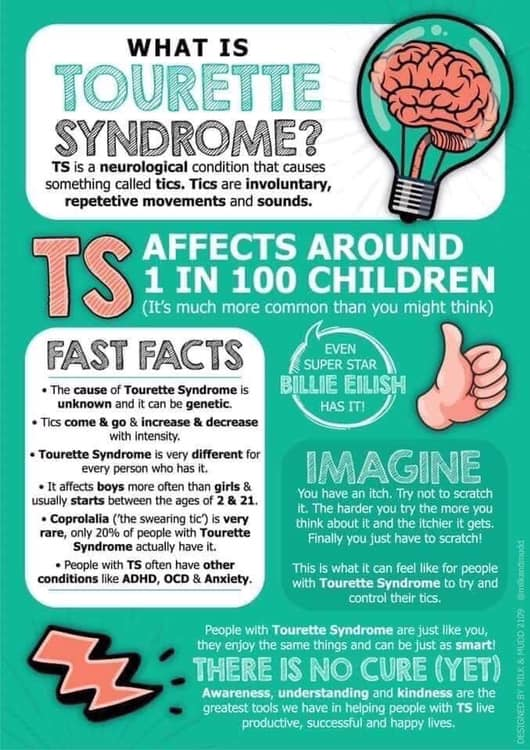 WHAT IS
TOURETTE
SYNDROME?
TS is a neurological condition that causes
something called tics. Tics are involuntary,
repetetive movements and sounds.
TS AFFECTS AROUND
1 IN 100 CHILDREN
(It's much more common than you might think)
FAST FACTS
• The cause of Tourette Syndrome is
unknown and it can be genetic.
• Tics come & go & increase & decrease
with intensity.
• Tourette Syndrome is very different for
every person who has it.
• It affects boys more often than girls &
usually starts between the ages of 2 & 21.
• Coprolalia ('the swearing tic') is very
rare, only 20% of people with Tourette
Syndrome actually have it.
• People with TS often have other
conditions like ADHD, OCD & Anxiety.
EVEN
SUPER STAR
BILLIE EILISH
HAS IT!
IMAGINE
You have an itch. Try not to scratch
it. The harder you try the more you
think about it and the itchier it gets.
Finally you just have to scratch!
This is what it can feel like for people
with Tourette Syndrome to try and
control their tics.
People with Tourette Syndrome are just like you,
they enjoy the same things and can be just as smart!
THERE IS NO CURE (YET)
Awareness, understanding and kindness are the
greatest tools we have in helping people with TS live
productive, successful and happy lives.
DESIGNED BY MILK & MUDD 2109 @milkandmudd